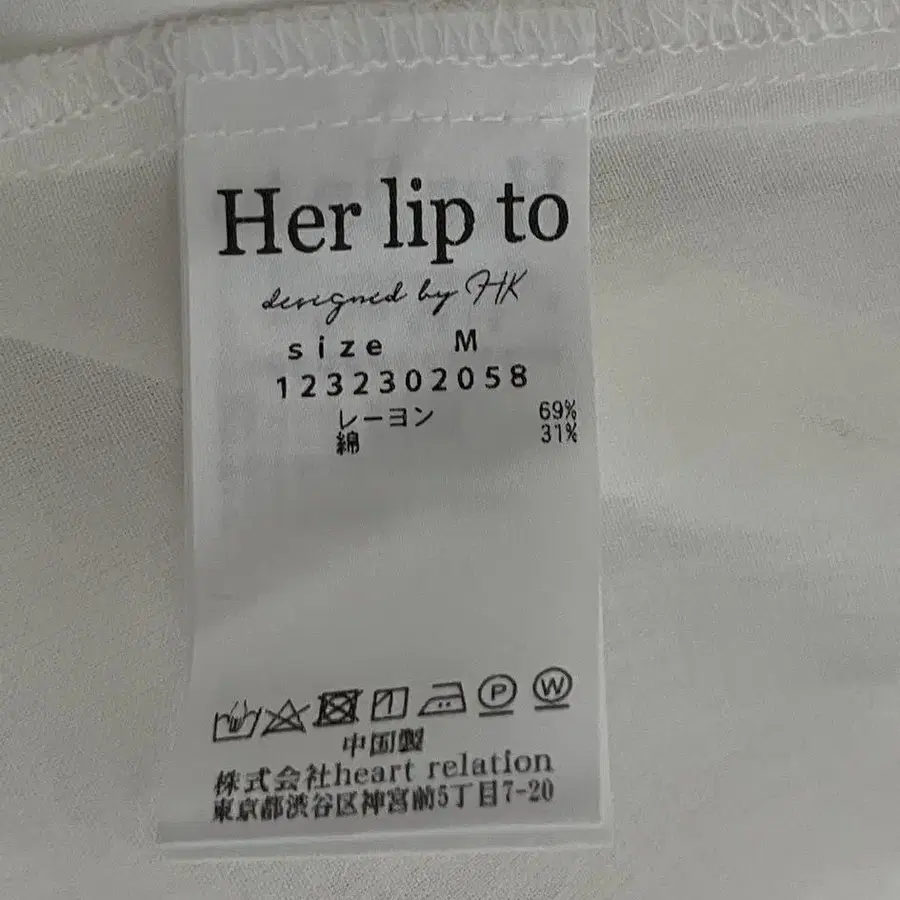 Her lip to
designed by HK
size M
1232302058
レーヨン 69%
綿 31%
P W
中国製
株式会社heart relation
東京都渋谷区神宮前5丁目7-20